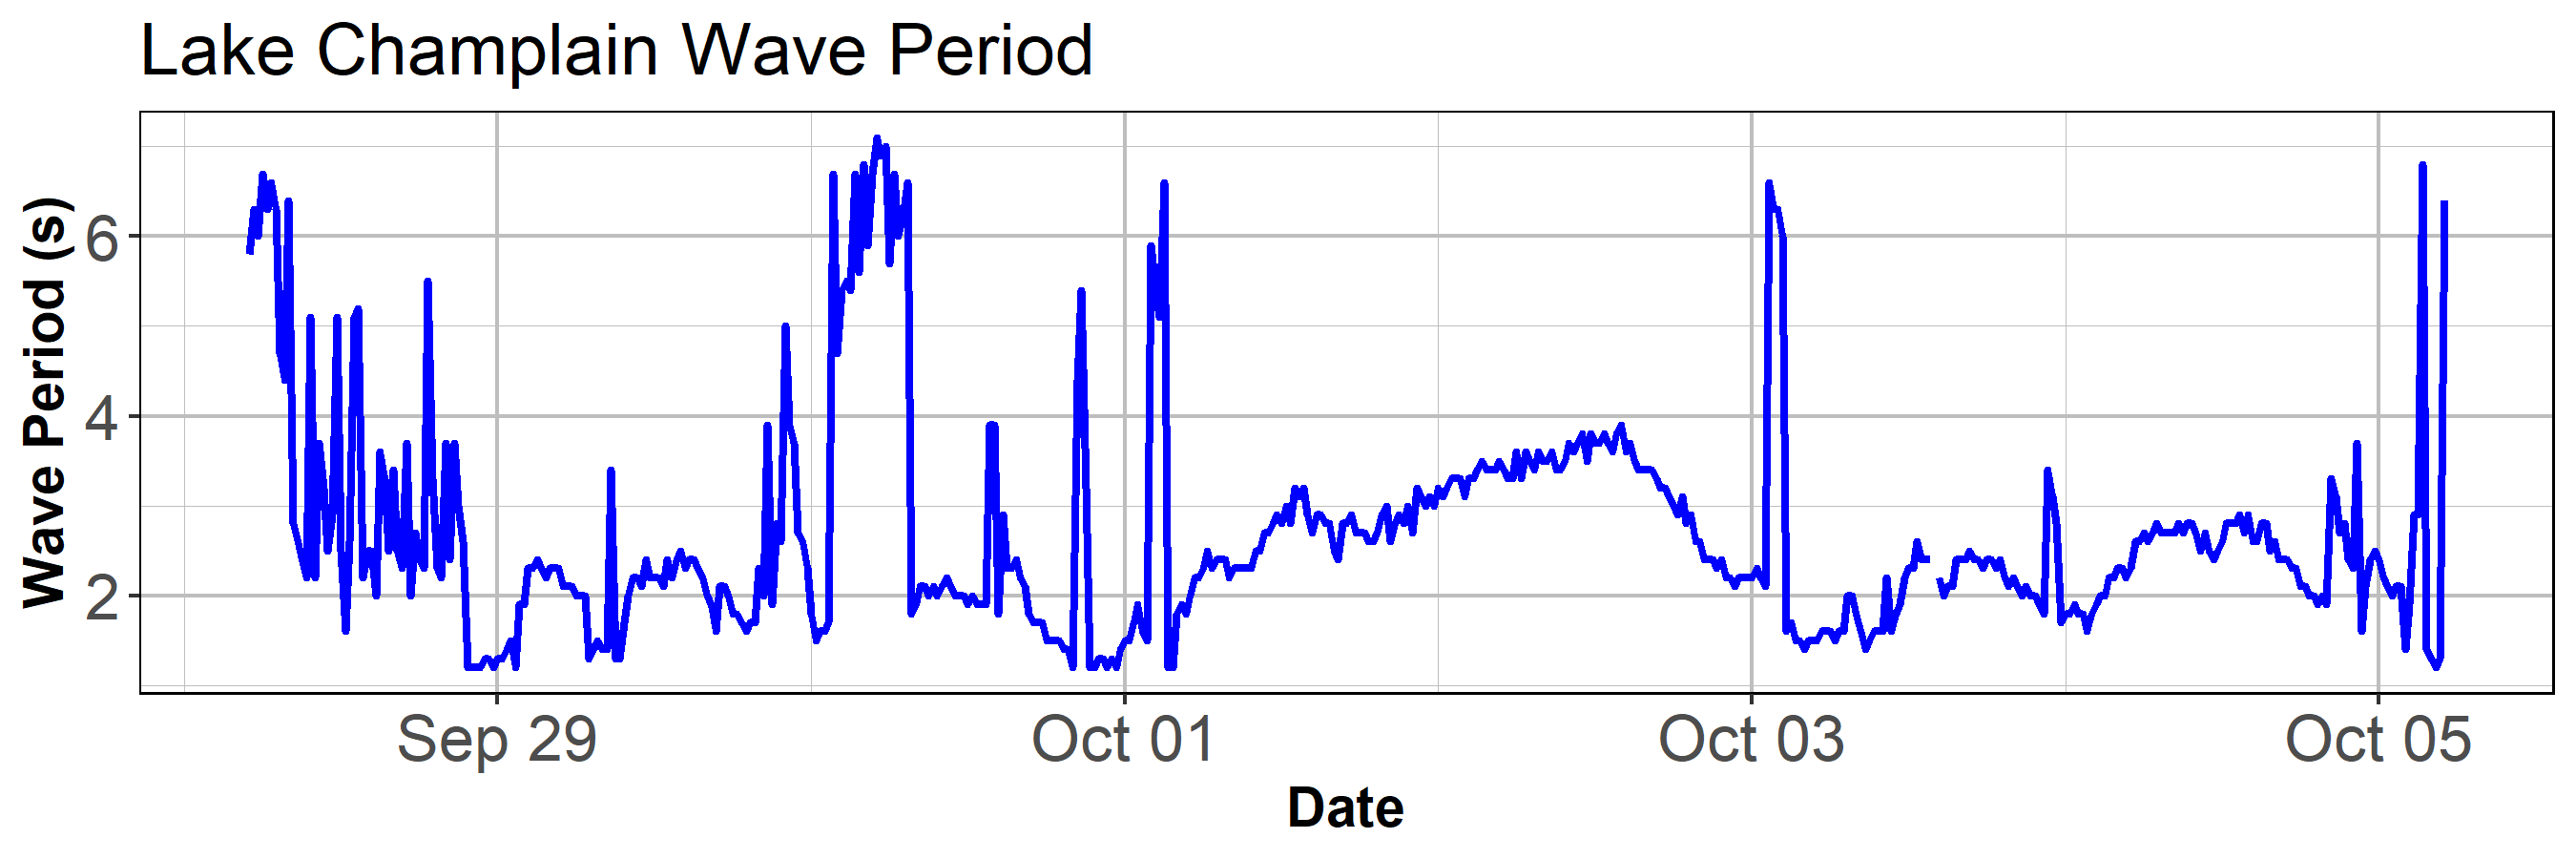 Lake Champlain Wave Period
Wave Period (s)
6
4
2
Sep 29 Oct 01 Oct 03 Oct 05
Date